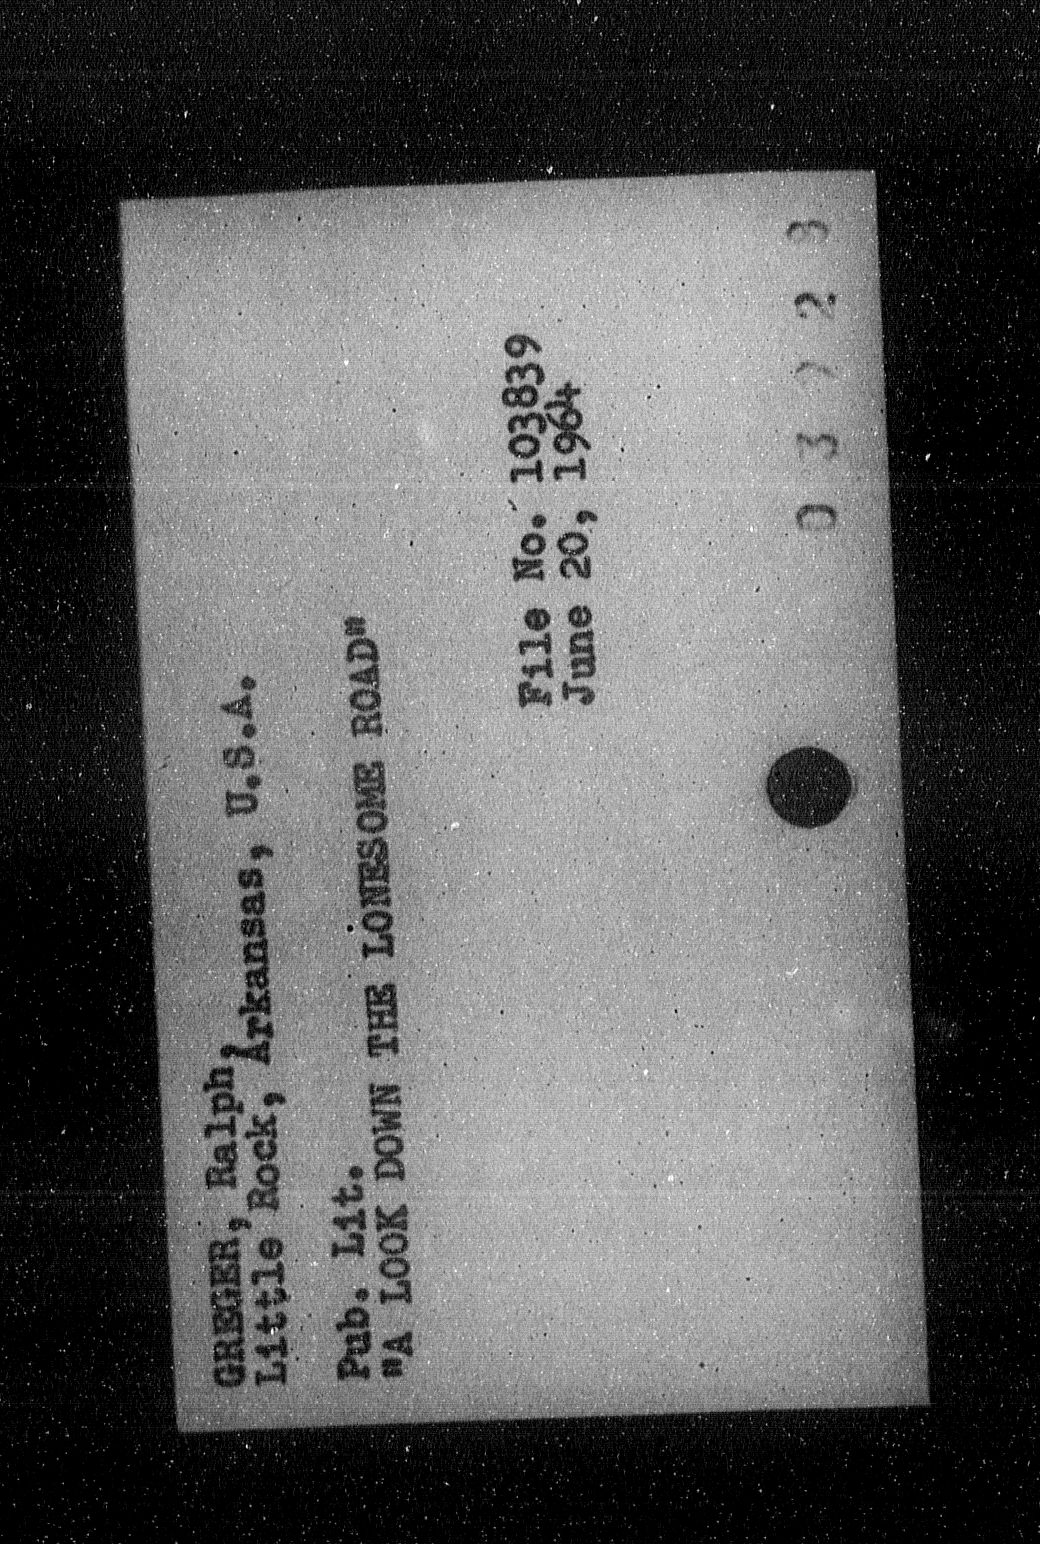 GREGER, Ralph,
Little Rock, Arkansas, U.S.A.
Pub. Lit.
"A LOOK DOWN THE LONESOME ROAD"
File No. 103839
June 20, 1964